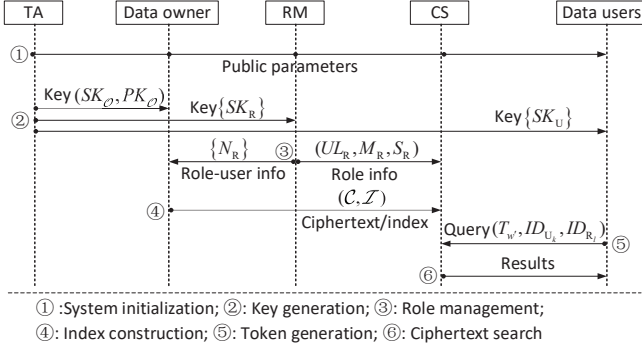 TA Data owner RM CS Data users
①
Public parameters
Key(SK_𝒪, PK_𝒪)
Key{SK_R}
②
Key{SK_U}
{N_R} ③ (UL_R, M_R, S_R)
Role-user info Role info
(𝒞, ℐ)
④
Ciphertext/index
Query(T_w', ID_U_k, ID_R_l) ⑤
Results
⑥
① :System initialization; ②: Key generation; ③: Role management;
④: Index construction; ⑤: Token generation; ⑥: Ciphertext search